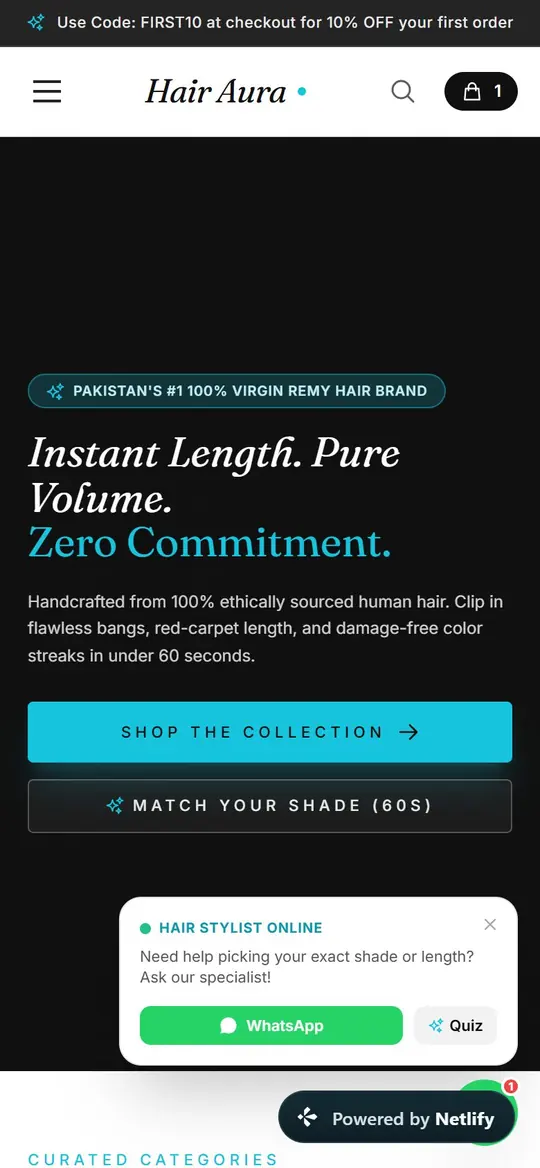 Use Code: FIRST10 at checkout for 10% OFF your first order
Hair Aura
1
PAKISTAN'S #1 100% VIRGIN REMY HAIR BRAND
Instant Length. Pure
Volume.
Zero Commitment.
Handcrafted from 100% ethically sourced human hair. Clip in
flawless bangs, red-carpet length, and damage-free color
streaks in under 60 seconds.
SHOP THE COLLECTION
MATCH YOUR SHADE (60S)
HAIR STYLIST ONLINE
Need help picking your exact shade or length?
Ask our specialist!
WhatsApp
Quiz
1
Powered by Netlify
CURATED CATEGORIES